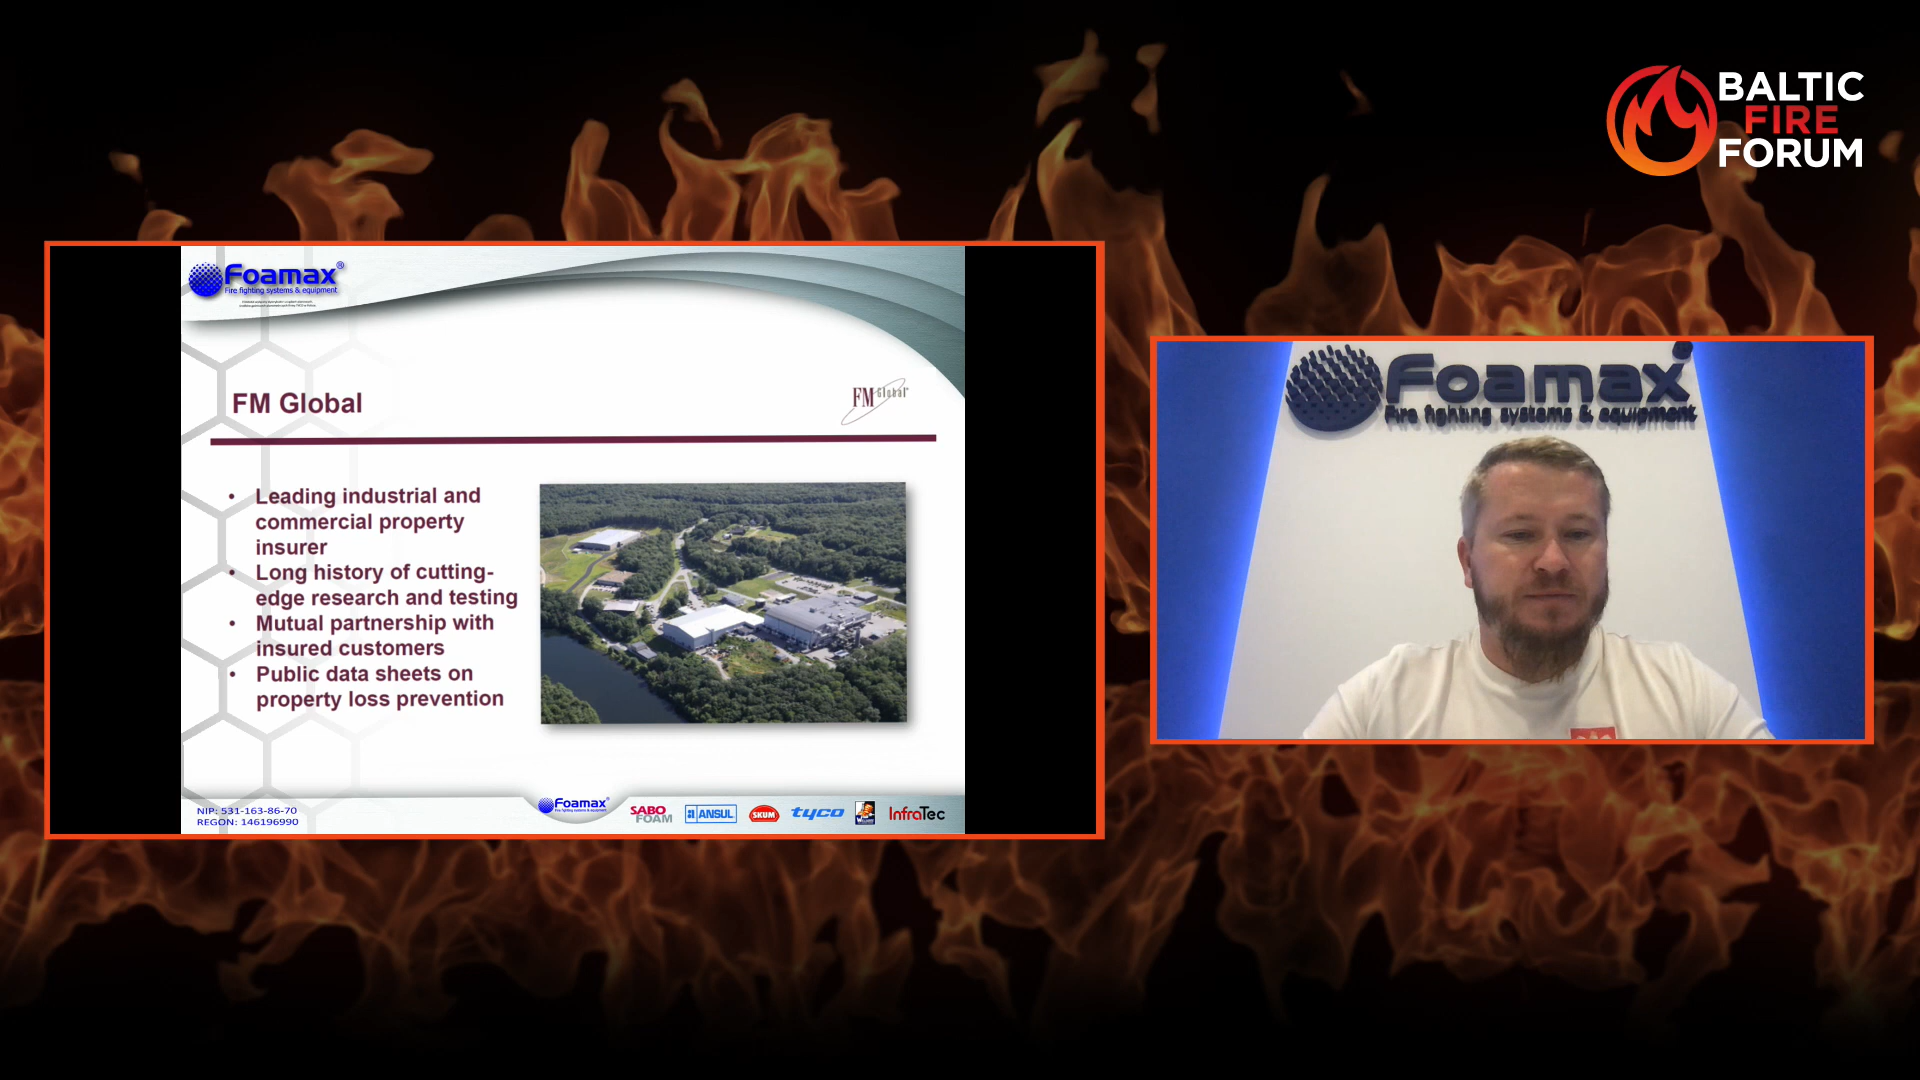 BALTIC
FIRE
FORUM
Foamax®
Fire fighting systems & equipment
FM Global
FM Global
• Leading industrial and
commercial property
insurer
• Long history of cutting-
edge research and testing
• Mutual partnership with
insured customers
• Public data sheets on
property loss prevention
NIP: 531-163-86-70
REGON: 146196990
Foamax®
SABO
FOAM
ANSUL
SKUM
tyco
InfraTec
Foamax
Fire fighting systems & equipment